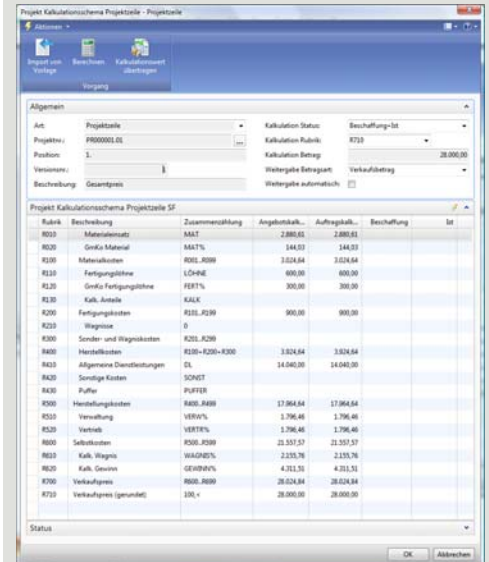 Projekt Kalkulationsschema Projektzeile - Projektzeile
Aktionen
Import von Vorlage
Berechnen
Kalkulationswert übertragen
Vorgang
Allgemein
Art: Projektzeile
Projektnr.: PR000001.01
Position: 1.
Versionsnr.: 1
Beschreibung: Gesamtpreis
Kalkulation Status: Beschaffung+Ist
Kalkulation Rubrik: R710
Kalkulation Betrag: 28.000,00
Weitergabe Betragsart: Verkaufsbetrag
Weitergabe automatisch:
Projekt Kalkulationsschema Projektzeile SF
Rubrik Beschreibung Zusammenzählung Angebotskalk... Auftragskalk... Beschaffung Ist
R010 Materialeinsatz MAT 2.880,61 2.880,61
R020 GmKo Material MAT% 144,03 144,03
R100 Materialkosten R001..R099 3.024,64 3.024,64
R110 Fertigungslöhne LÖHNE 600,00 600,00
R120 GmKo Fertigungslöhne FERT% 300,00 300,00
R130 Kalk. Anteile KALK
R200 Fertigungskosten R101..R199 900,00 900,00
R210 Wagnisse 0
R300 Sonder- und Wagniskosten R201..R299
R400 Herstellkosten R100+R200+R300 3.924,64 3.924,64
R410 Allgemeine Dienstleistungen DL 14.040,00 14.040,00
R420 Sonstige Kosten SONST
R430 Puffer PUFFER
R500 Herstellungskosten R400..R499 17.964,64 17.964,64
R510 Verwaltung VERW% 1.796,46 1.796,46
R520 Vertrieb VERTR% 1.796,46 1.796,46
R600 Selbstkosten R500..R599 21.557,57 21.557,57
R610 Kalk. Wagnis WAGNIS% 2.155,76 2.155,76
R620 Kalk. Gewinn GEWINN% 4.311,51 4.311,51
R700 Verkaufspreis R600..R699 28.024,84 28.024,84
R710 Verkaufspreis (gerundet) 100,< 28.000,00 28.000,00
Status
OK
Abbrechen